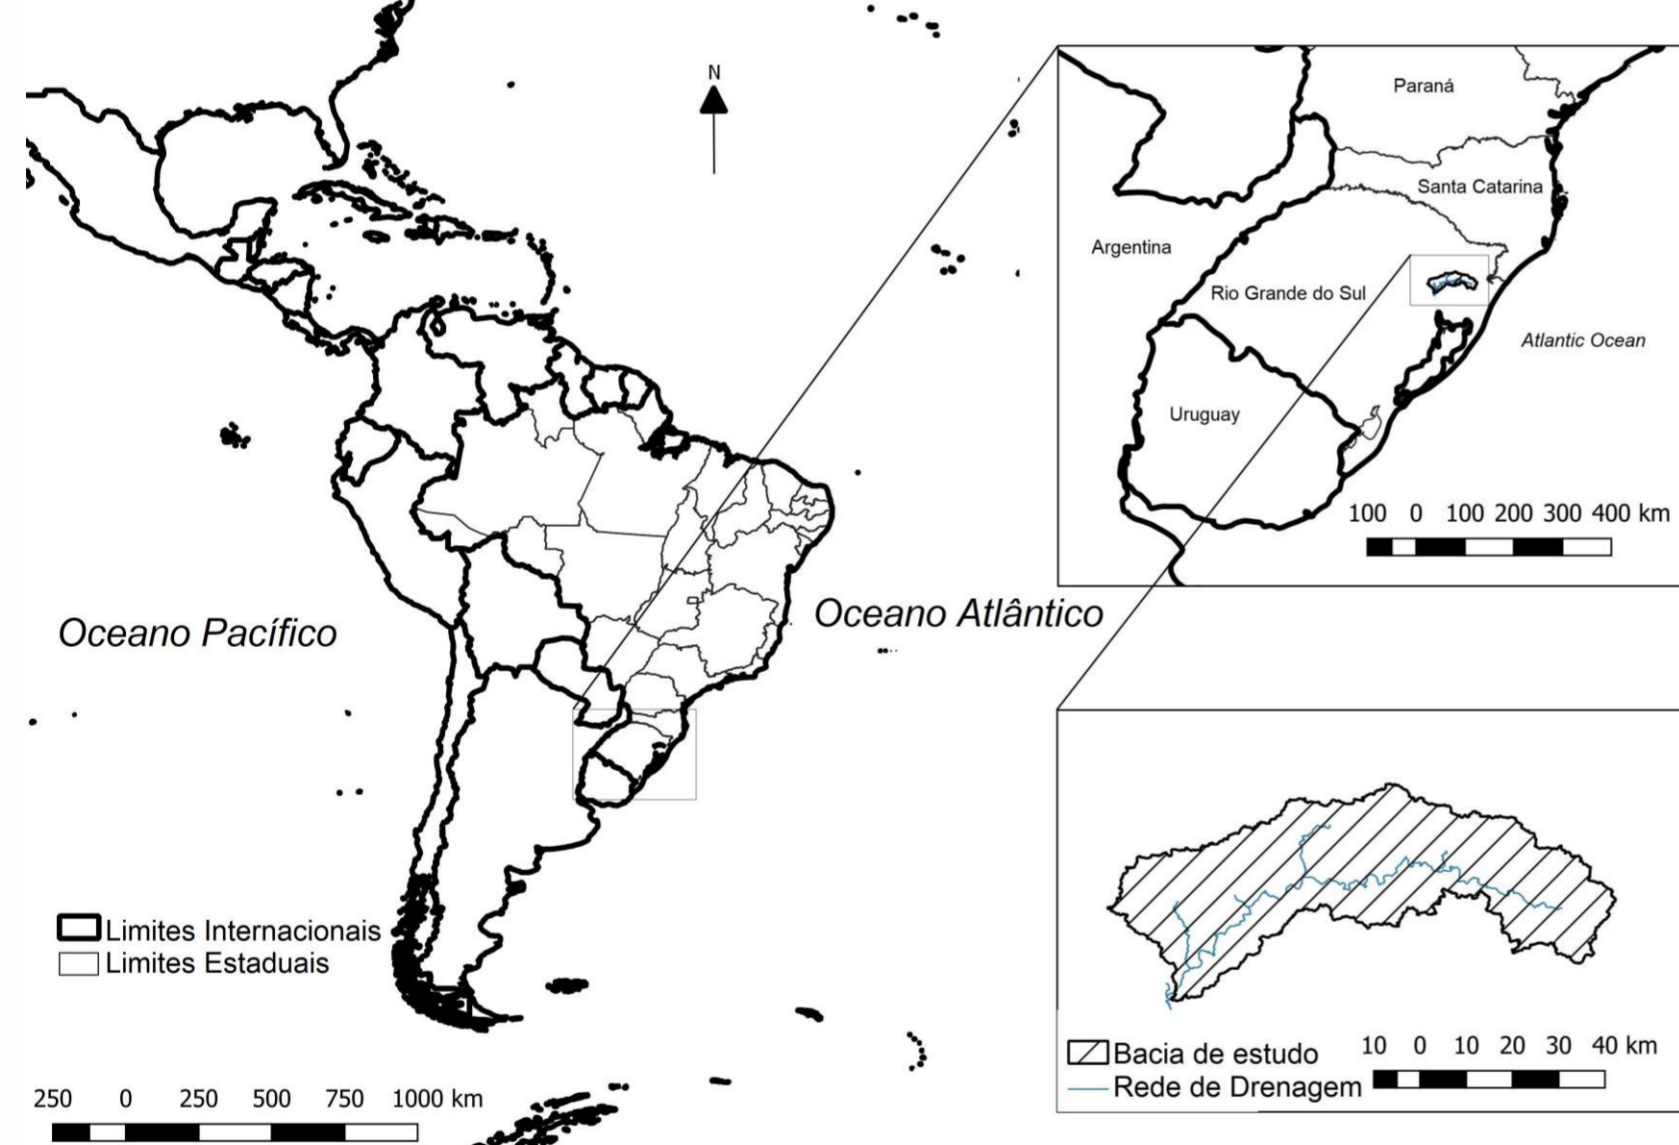 N
Oceano Pacífico
Oceano Atlântico
Limites Internacionais
Limites Estaduais
250 0 250 500 750 1000 km
Paraná
Santa Catarina
Argentina
Rio Grande do Sul
Atlantic Ocean
Uruguay
100 0 100 200 300 400 km
Bacia de estudo
Rede de Drenagem
10 0 10 20 30 40 km